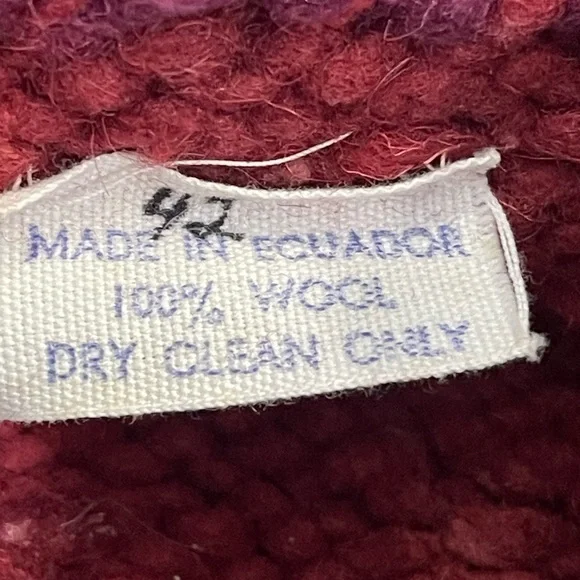 42
MADE IN ECUADOR
100% WOOL
DRY CLEAN ONLY